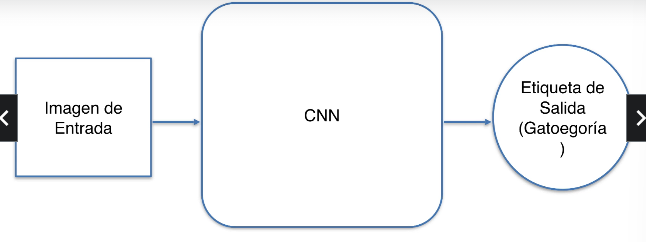 Imagen de
Entrada
CNN
Etiqueta de
Salida
(Gatoegoría
)